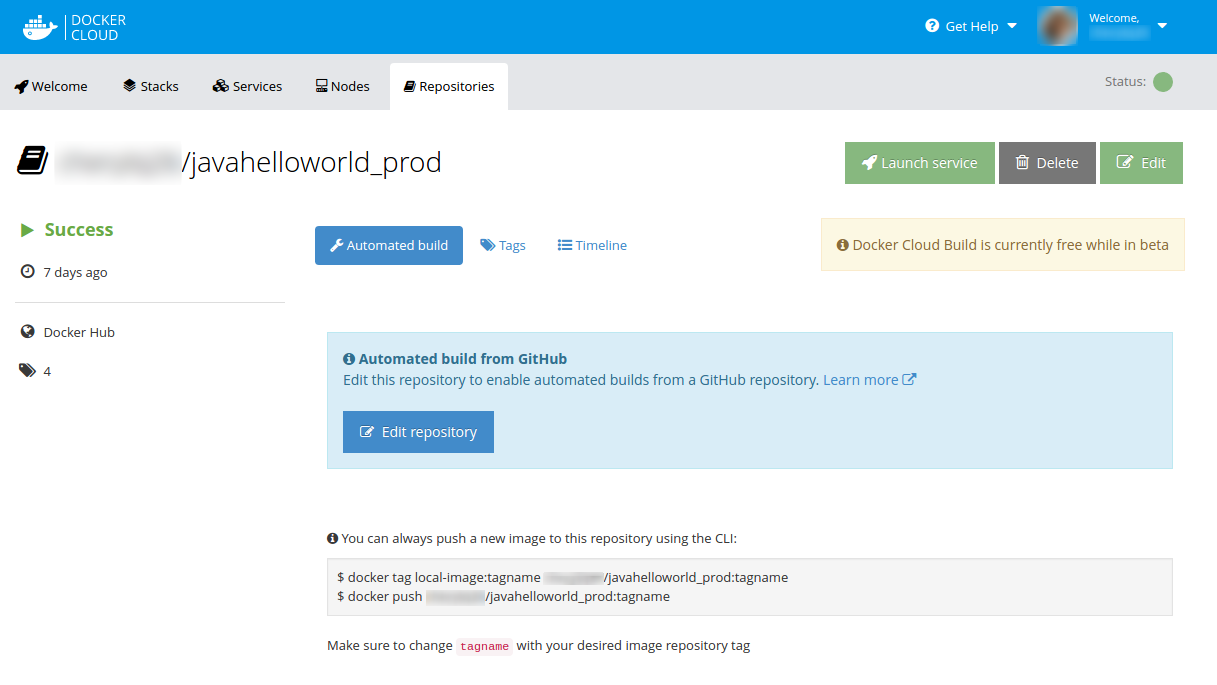 DOCKER
CLOUD
Get Help
Welcome,
Welcome
Stacks
Services
Nodes
Repositories
Status:
/javahelloworld_prod
Launch service
Delete
Edit
Success
7 days ago
Docker Hub
4
Automated build
Tags
Timeline
Docker Cloud Build is currently free while in beta
Automated build from GitHub
Edit this repository to enable automated builds from a GitHub repository. Learn more
Edit repository
You can always push a new image to this repository using the CLI:
$ docker tag local-image:tagname /javahelloworld_prod:tagname
$ docker push /javahelloworld_prod:tagname
Make sure to change tagname with your desired image repository tag